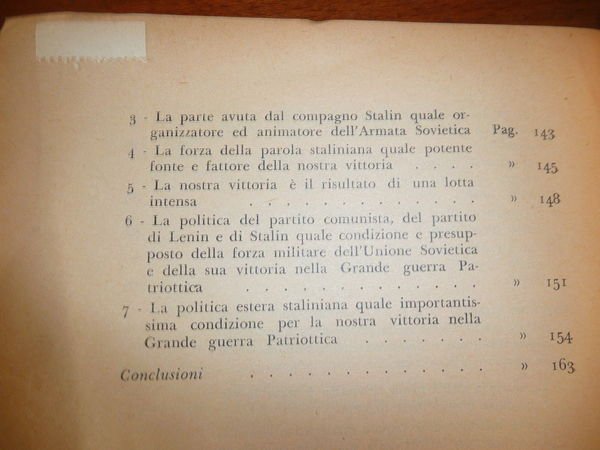 3 - La parte avuta dal compagno Stalin quale or-
ganizzatore ed animatore dell'Armata Sovietica Pag. 143
4 - La forza della parola staliniana quale potente
fonte e fattore della nostra vittoria . . . . » 145
5 - La nostra vittoria è il risultato di una lotta
intensa . . . . . . . . . . . . » 148
6 - La politica del partito comunista, del partito
di Lenin e di Stalin quale condizione e presup-
posto della forza militare dell'Unione Sovietica
e della sua vittoria nella Grande guerra Pa-
triottica . . . . . . . . . . . . » 151
7 - La politica estera staliniana quale importantis-
sima condizione per la nostra vittoria nella
Grande guerra Patriottica . . . . . . . » 154
Conclusioni . . . . . . . . . . . . » 163